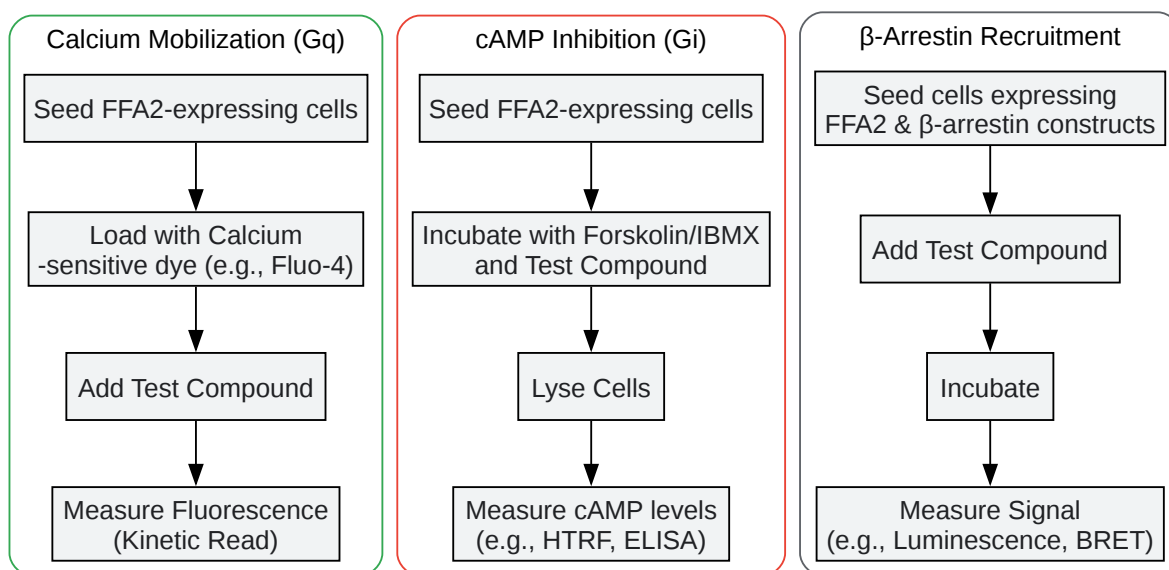 Calcium Mobilization (Gq)
Seed FFA2-expressing cells
Load with Calcium
-sensitive dye (e.g., Fluo-4)
Add Test Compound
Measure Fluorescence
(Kinetic Read)
cAMP Inhibition (Gi)
Seed FFA2-expressing cells
Incubate with Forskolin/IBMX
and Test Compound
Lyse Cells
Measure cAMP levels
(e.g., HTRF, ELISA)
β-Arrestin Recruitment
Seed cells expressing
FFA2 & β-arrestin constructs
Add Test Compound
Incubate
Measure Signal
(e.g., Luminescence, BRET)